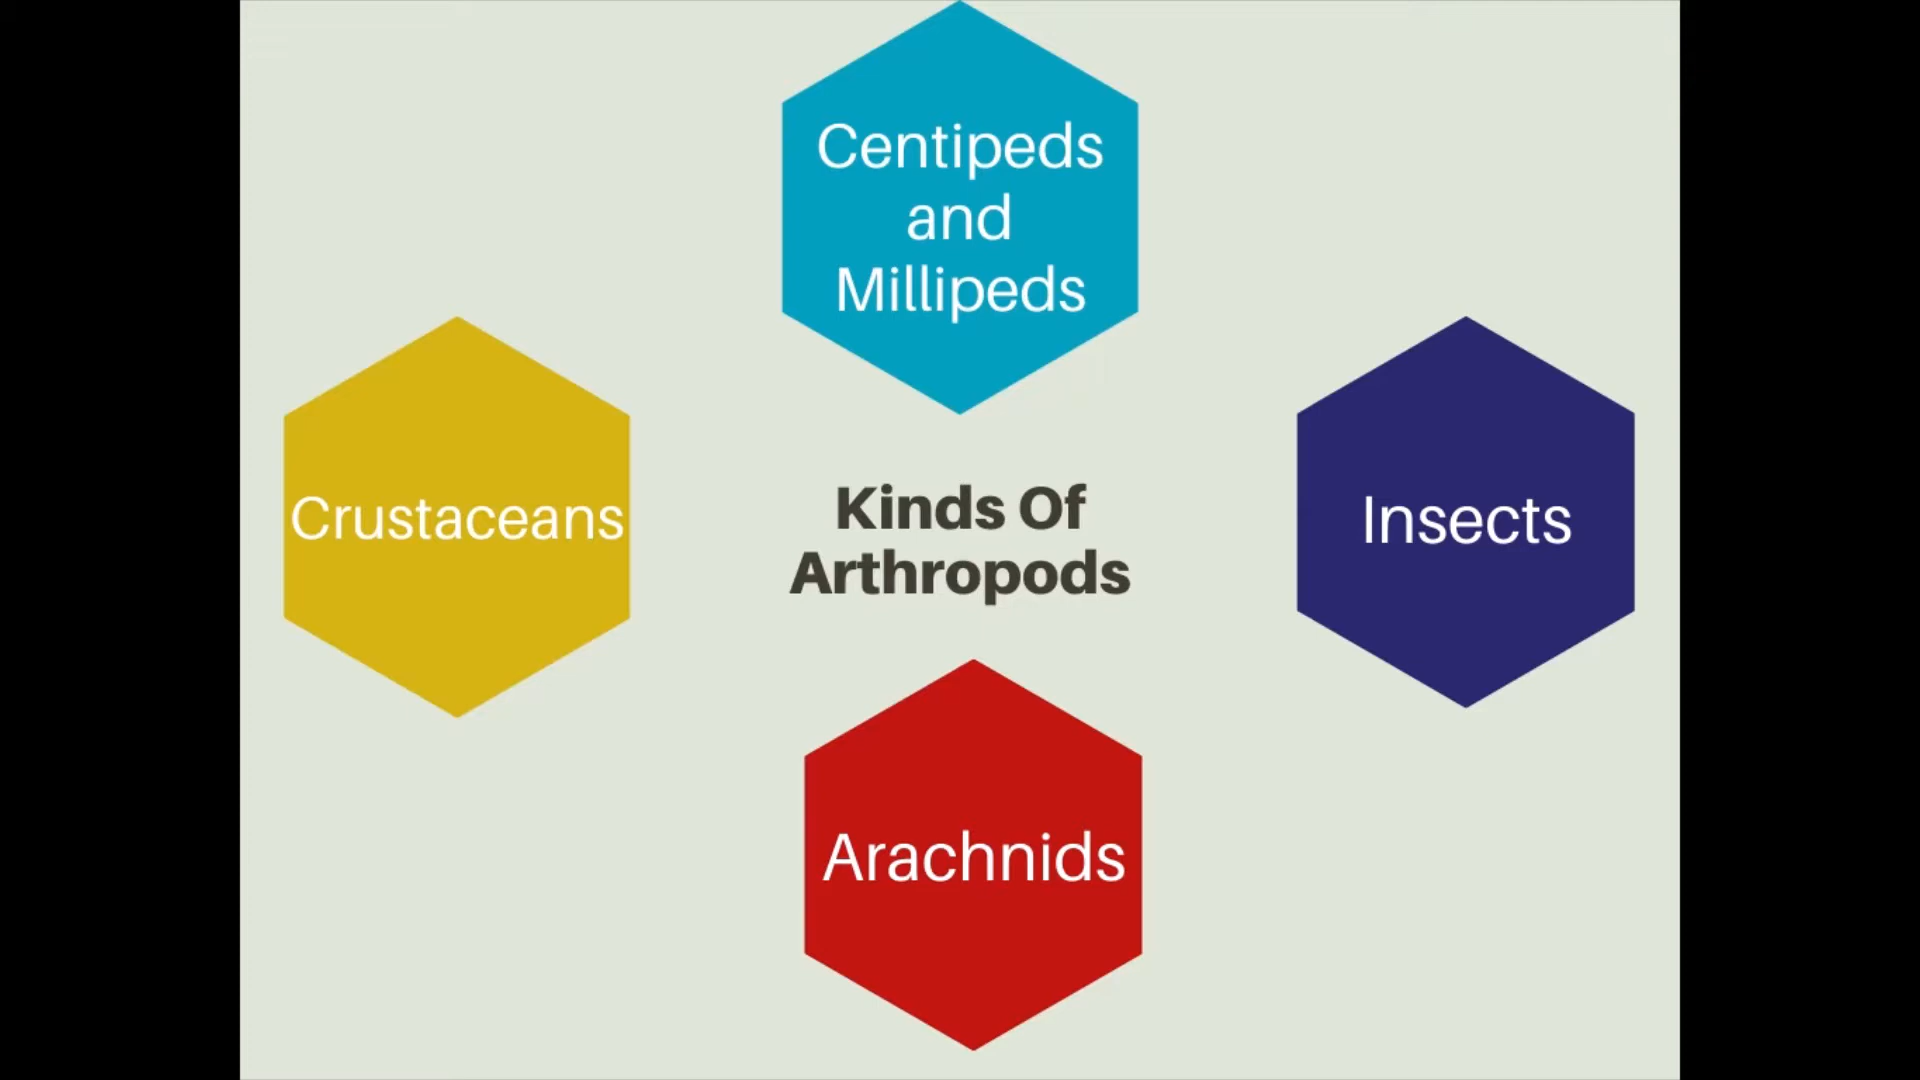 Centipeds
and
Millipeds
Crustaceans
Kinds Of
Arthropods
Insects
Arachnids